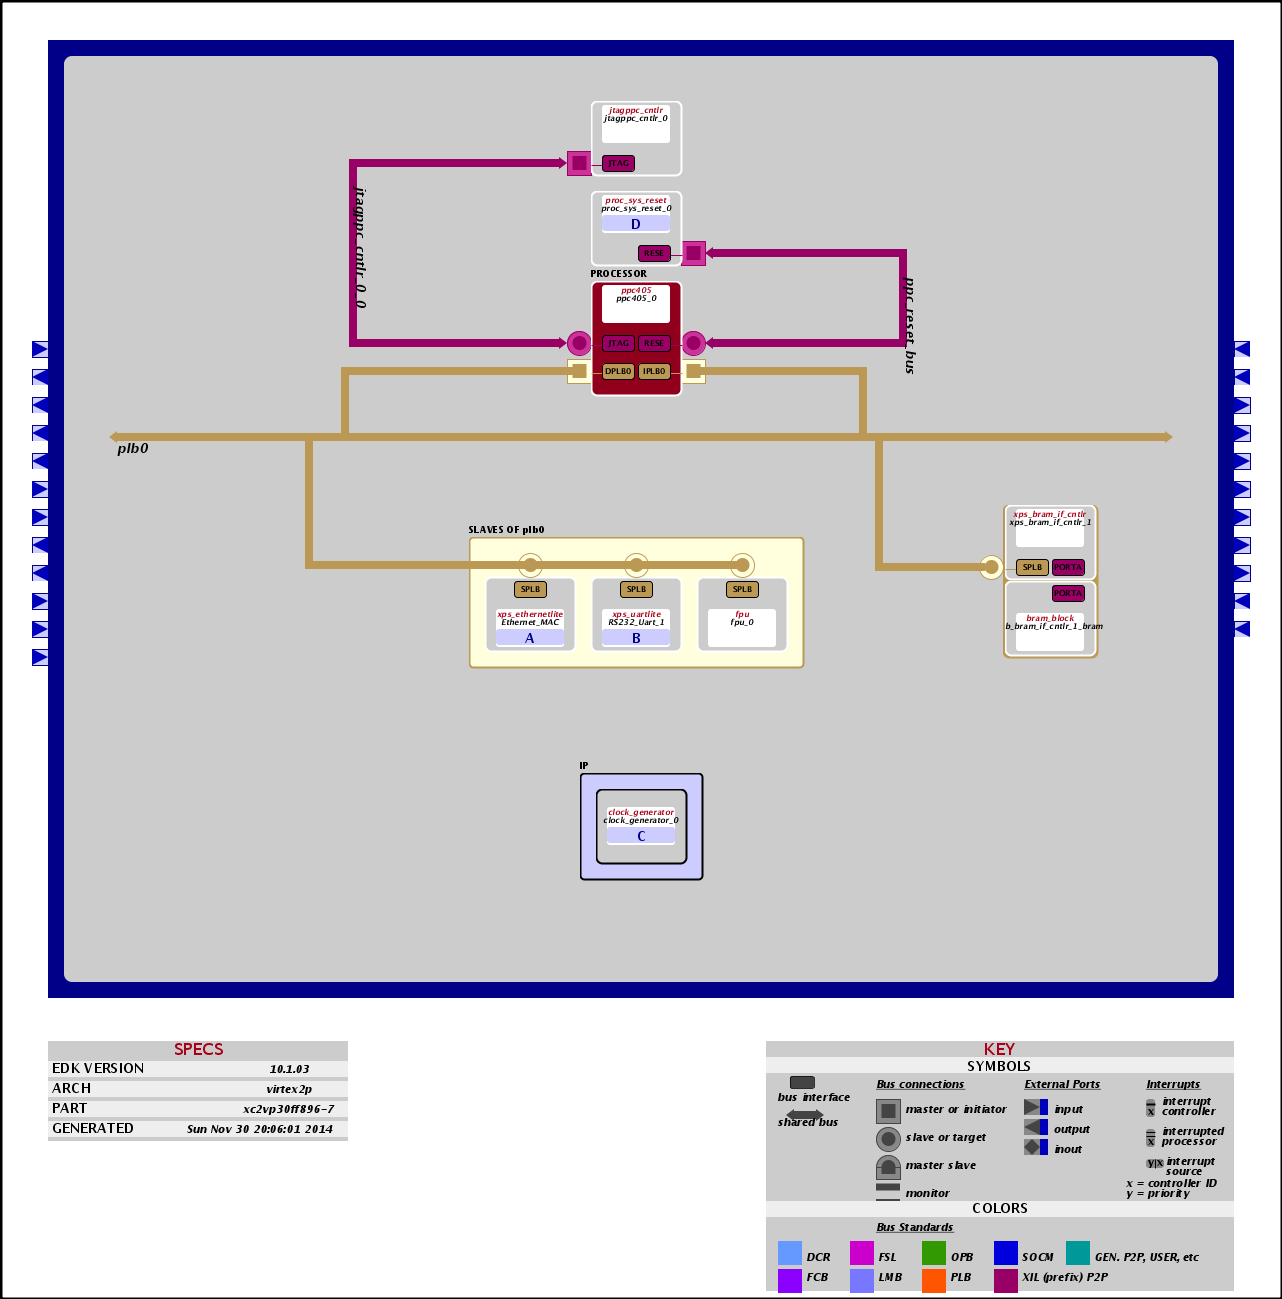 jtagppc_cntlr
jtagppc_cntlr_0
JTAG
proc_sys_reset
proc_sys_reset_0
D
RESE
jtagppc_cntlr_0_0
ppc_reset_bus
PROCESSOR
ppc405
ppc405_0
JTAG RESE
DPLB0 IPLB0
plb0
SLAVES OF plb0
SPLB SPLB SPLB
xps_ethernetlite
Ethernet_MAC
A
xps_uartlite
RS232_Uart_1
B
fpu
fpu_0
xps_bram_if_cntlr
xps_bram_if_cntlr_1
SPLB PORTA
PORTA
bram_block
b_bram_if_cntlr_1_bram
IP
clock_generator
clock_generator_0
C
SPECS
EDK VERSION 10.1.03
ARCH virtex2p
PART xc2vp30ff896-7
GENERATED Sun Nov 30 20:06:01 2014
KEY
SYMBOLS
bus interface
shared bus
Bus connections
master or initiator
slave or target
master slave
monitor
External Ports
input
output
inout
Interrupts
x
interrupt
controller
x
interrupted
processor
y|x
interrupt
source
x = controller ID
y = priority
COLORS
Bus Standards
DCR FSL OPB SOCM GEN. P2P, USER, etc
FCB LMB PLB XIL (prefix) P2P